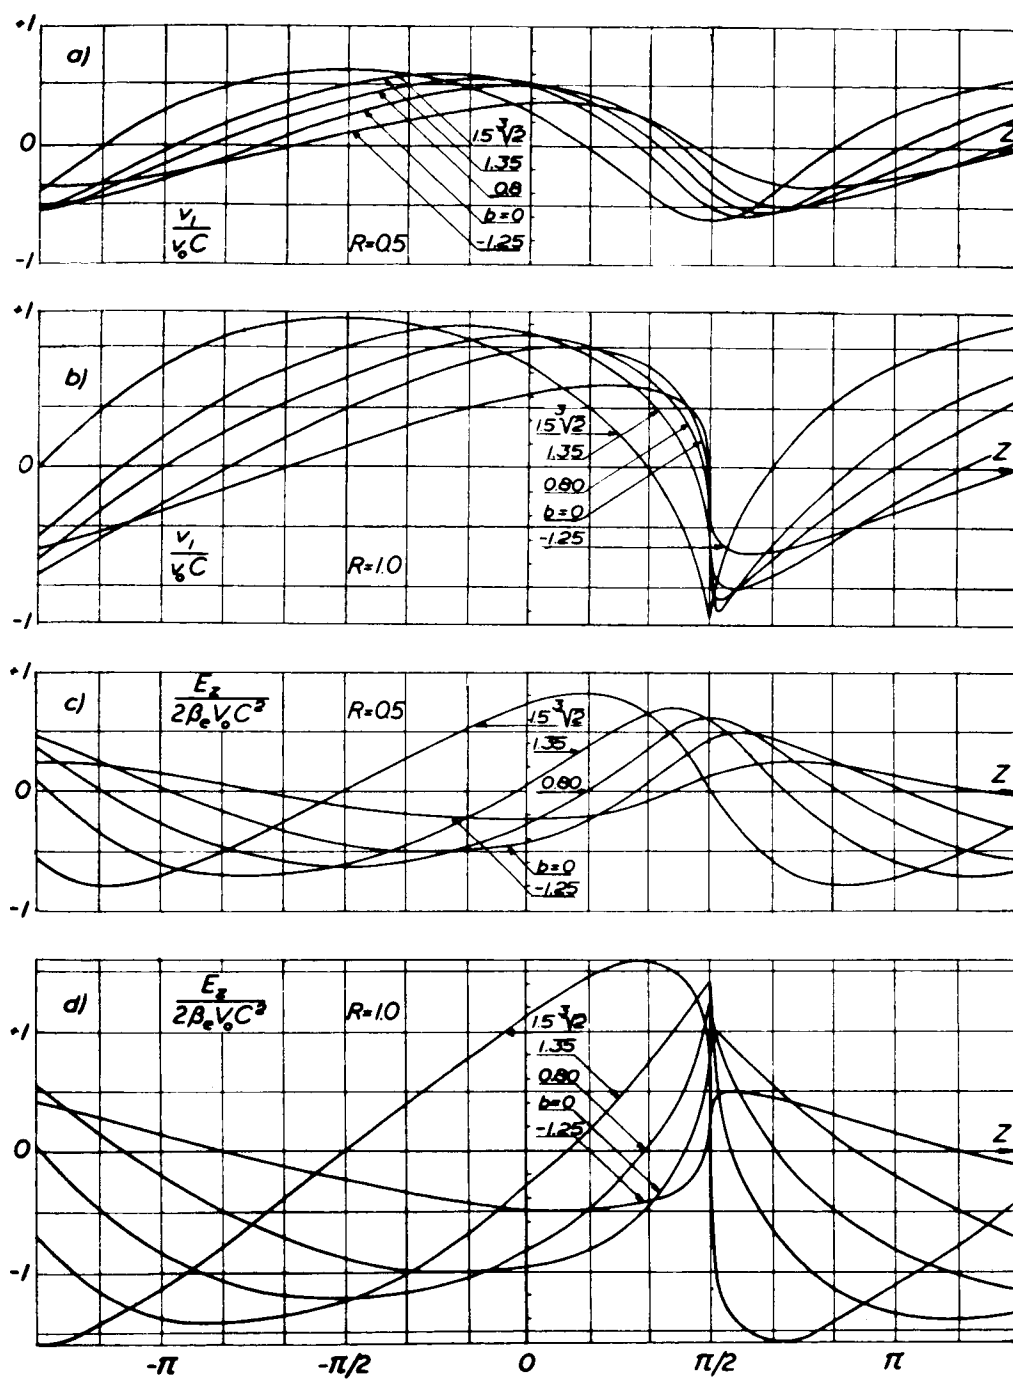 +1
a)
1.5 ∛2
0
Z
1.35
0.8
b=0
v₁/v₀C
R=0.5
-1.25
-1
+1
b)
1.5 ∛2
1.35
0
Z
0.80
b=0
-1.25
v₁/v₀C
R=1.0
-1
+1
c)
E_z/2βₑV₀C²
R=0.5
1.5 ∛2
1.35
0
0.80
Z
b=0
-1.25
-1
d)
E_z/2βₑV₀C²
R=1.0
+1
1.5 ∛2
1.35
0.80
b=0
-1.25
0
Z
-1
-π
-π/2
0
π/2
π